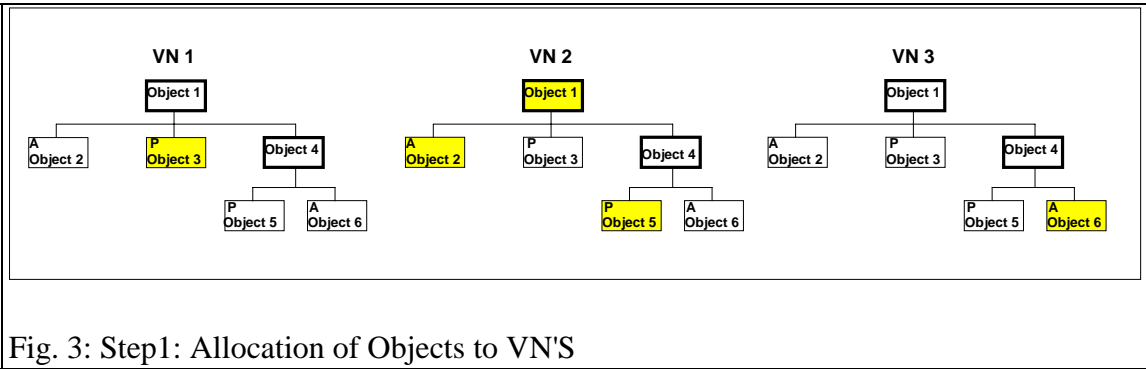 VN 1 VN 2 VN 3
Object 1 Object 1 Object 1
A P A P A P
Object 2 Object 3 Object 4 Object 2 Object 3 Object 4 Object 2 Object 3 Object 4
P A P A P A
Object 5 Object 6 Object 5 Object 6 Object 5 Object 6
Fig. 3: Step1: Allocation of Objects to VN'S